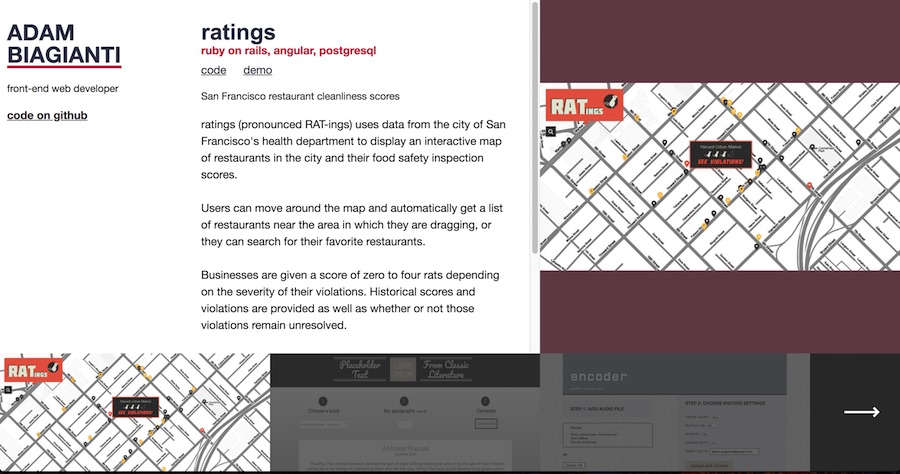 ADAM
BIAGIANTI
front-end web developer
code on github
ratings
ruby on rails, angular, postgresql
code demo
San Francisco restaurant cleanliness scores
ratings (pronounced RAT-ings) uses data from the city of San
Francisco's health department to display an interactive map
of restaurants in the city and their food safety inspection
scores.
Users can move around the map and automatically get a list
of restaurants near the area in which they are dragging, or
they can search for their favorite restaurants.
Businesses are given a score of zero to four rats depending
on the severity of their violations. Historical scores and
violations are provided as well as whether or not those
violations remain unresolved.
RATINGS
Harvest Urban Market
SEE VIOLATIONS!
RATINGS
SEE VIOLATIONS!
Placeholder
Text
From Classic
Literature
Choose a book
No. paragraphs
Generate
A Modest Proposal
encoder
STEP 1: ADD AUDIO FILE
STEP 2: CHOOSE ENCODE SETTINGS